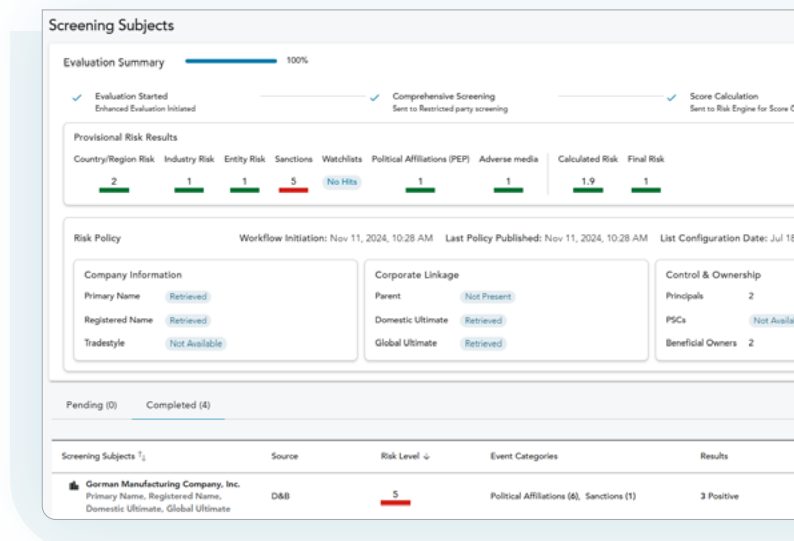 Screening Subjects
Evaluation Summary 100%
Evaluation Started Comprehensive Screening Score Calculation
Enhanced Evaluation Initiated Sent to Restricted party screening Sent to Risk Engine for Score
Provisional Risk Results
Country/Region Risk Industry Risk Entity Risk Sanctions Watchlists Political Affiliations (PEP) Adverse media Calculated Risk Final Risk
2 1 1 5 No Hits 1 1 1.9 1
Risk Policy Workflow Initiation: Nov 11, 2024, 10:28 AM Last Policy Published: Nov 11, 2024, 10:28 AM List Configuration Date: Jul 18
Company Information Corporate Linkage Control & Ownership
Primary Name Retrieved Parent Not Present Principals 2
Registered Name Retrieved Domestic Ultimate Retrieved PSCs Not
Tradestyle Not Available Global Ultimate Retrieved Beneficial Owners 2
Pending (0) Completed (4)
Screening Subjects Source Risk Level Event Categories Results
Gorman Manufacturing Company, Inc.
Primary Name, Registered Name, D&B 5 Political Affiliations (6), Sanctions (1) 3 Positive
Domestic Ultimate, Global Ultimate